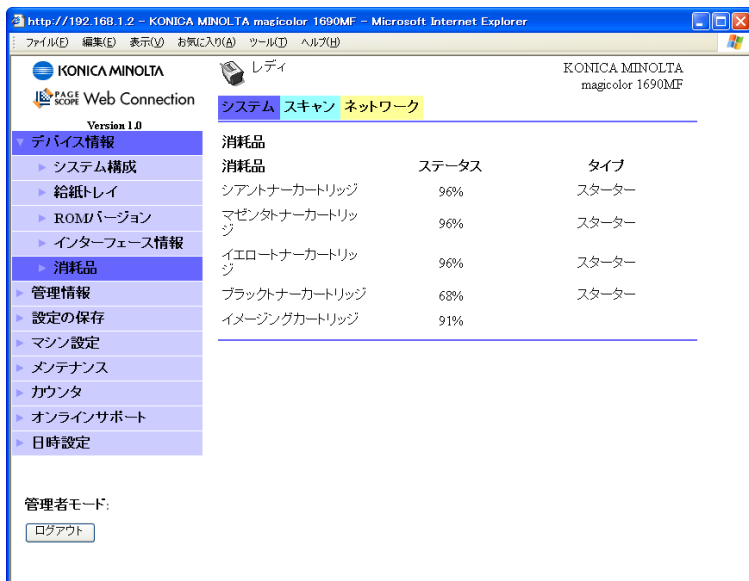 http://192.168.1.2 - KONICA MINOLTA magicolor 1690MF - Microsoft Internet Explorer
ファイル(F) 編集(E) 表示(V) お気に入り(A) ツール(T) ヘルプ(H)
KONICA MINOLTA
PAGE SCOPE Web Connection
Version 1.0
レディ
KONICA MINOLTA
magicolor 1690MF
システム スキャン ネットワーク
デバイス情報
システム構成
給紙トレイ
ROMバージョン
インターフェース情報
消耗品
管理情報
設定の保存
マシン設定
メンテナンス
カウンタ
オンラインサポート
日時設定
管理者モード:
ログアウト
消耗品
消耗品 ステータス タイプ
シアントナーカートリッジ 96% スターター
マゼンタトナーカートリッ
ジ 96% スターター
イエロートナーカートリッ
ジ 96% スターター
ブラックトナーカートリッジ 68% スターター
イメージングカートリッジ 91%